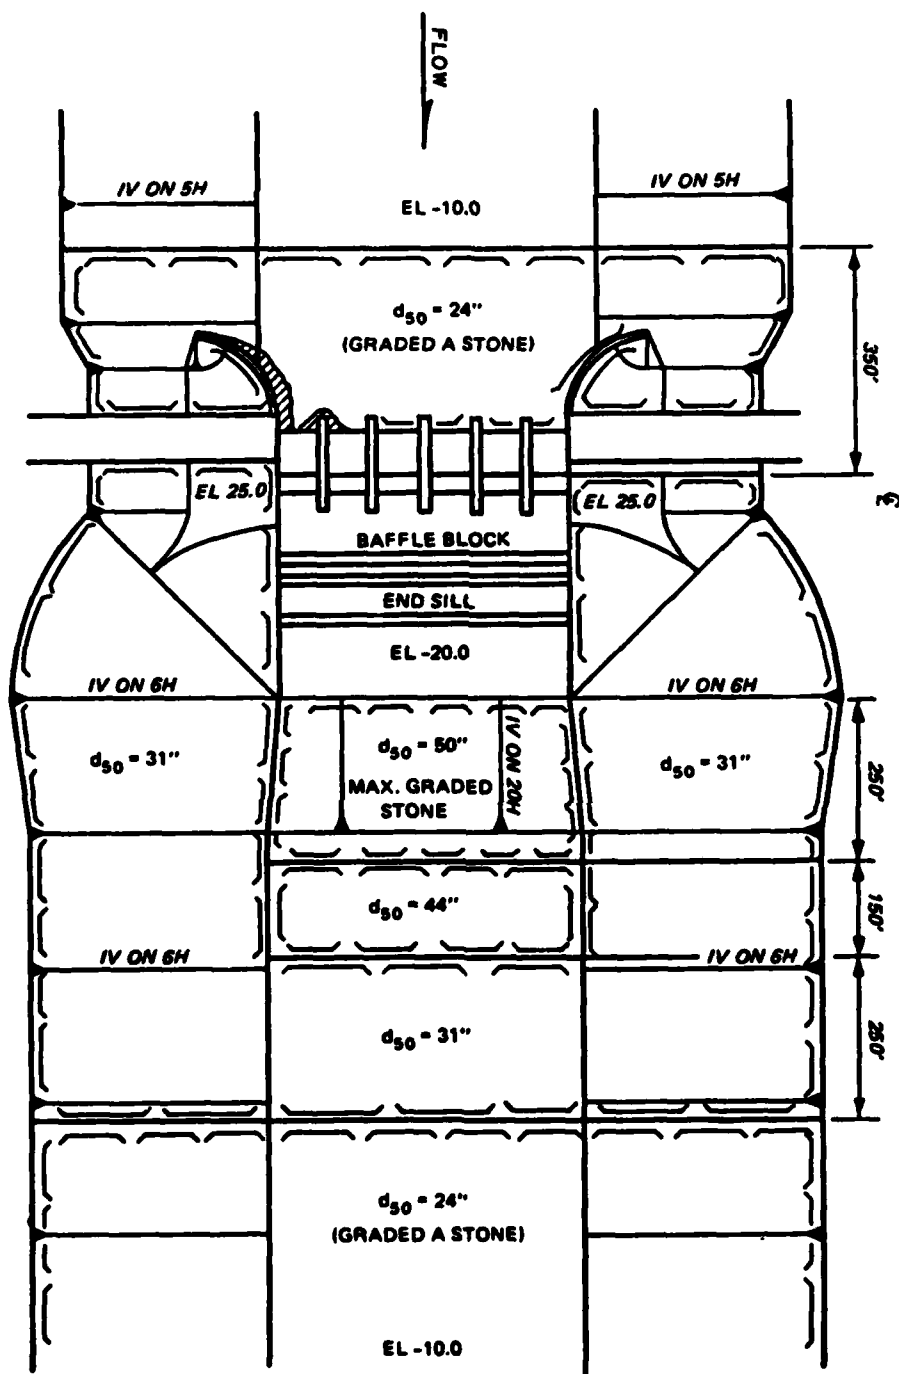 FLOW
IV ON 5H
IV ON 5H
EL -10.0
d50 = 24"
(GRADED A STONE)
350'
EL 25.0
EL 25.0
℄
BAFFLE BLOCK
END SILL
EL -20.0
IV ON 6H
IV ON 6H
d50 = 31"
d50 = 50"
MAX. GRADED
STONE
IV ON 20H
d50 = 31"
250'
d50 = 44"
150'
IV ON 6H
IV ON 6H
d50 = 31"
250'
d50 = 24"
(GRADED A STONE)
EL -10.0